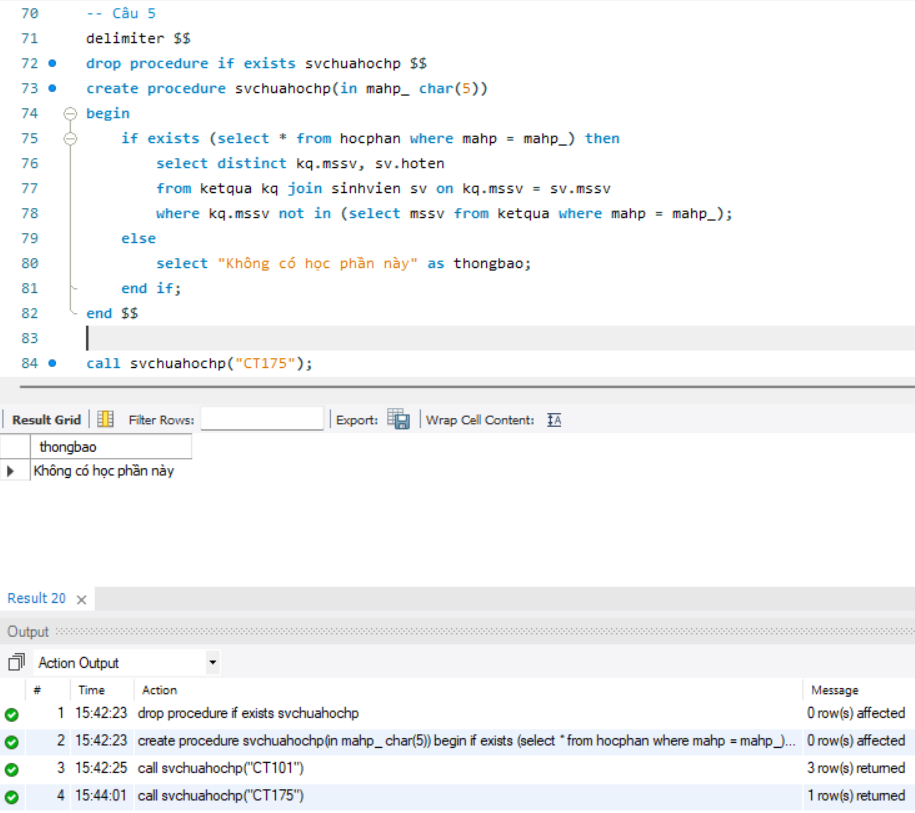 70 -- Câu 5
71 delimiter $$
72 drop procedure if exists svchuahochp $$
73 create procedure svchuahochp(in mahp_ char(5))
74 begin
75 if exists (select * from hocphan where mahp = mahp_) then
76 select distinct kq.mssv, sv.hoten
77 from ketqua kq join sinhvien sv on kq.mssv = sv.mssv
78 where kq.mssv not in (select mssv from ketqua where mahp = mahp_);
79 else
80 select "Không có học phần này" as thongbao;
81 end if;
82 end $$
83
84 call svchuahochp("CT175");
Result Grid Filter Rows: Export: Wrap Cell Content: IA
thongbao
Không có học phần này
Result 20 ×
Output
Action Output
# Time Action Message
1 15:42:23 drop procedure if exists svchuahochp 0 row(s) affected
2 15:42:23 create procedure svchuahochp(in mahp_ char(5)) begin if exists (select * from hocphan where mahp = mahp_)... 0 row(s) affected
3 15:42:25 call svchuahochp("CT101") 3 row(s) returned
4 15:44:01 call svchuahochp("CT175") 1 row(s) returned